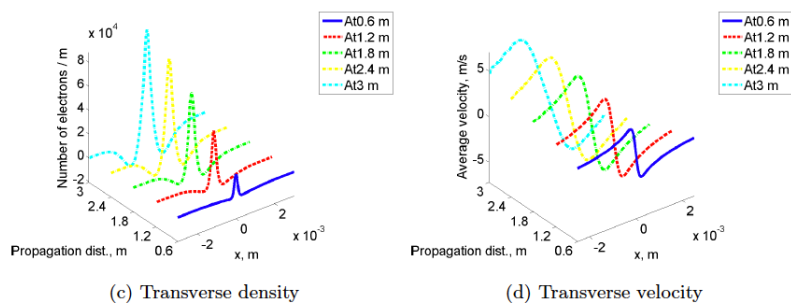 x 10⁴
Number of electrons / m
8
6
4
2
0
-2
3
2.4
1.8
1.2
0.6
Propagation dist., m
-2
0
2
x 10⁻³
x, m
At0.6 m
At1.2 m
At1.8 m
At2.4 m
At3 m
(c) Transverse density
Average velocity, m/s
5
0
-5
3
2.4
1.8
1.2
0.6
Propagation dist., m
-2
0
2
x 10⁻³
x, m
At0.6 m
At1.2 m
At1.8 m
At2.4 m
At3 m
(d) Transverse velocity